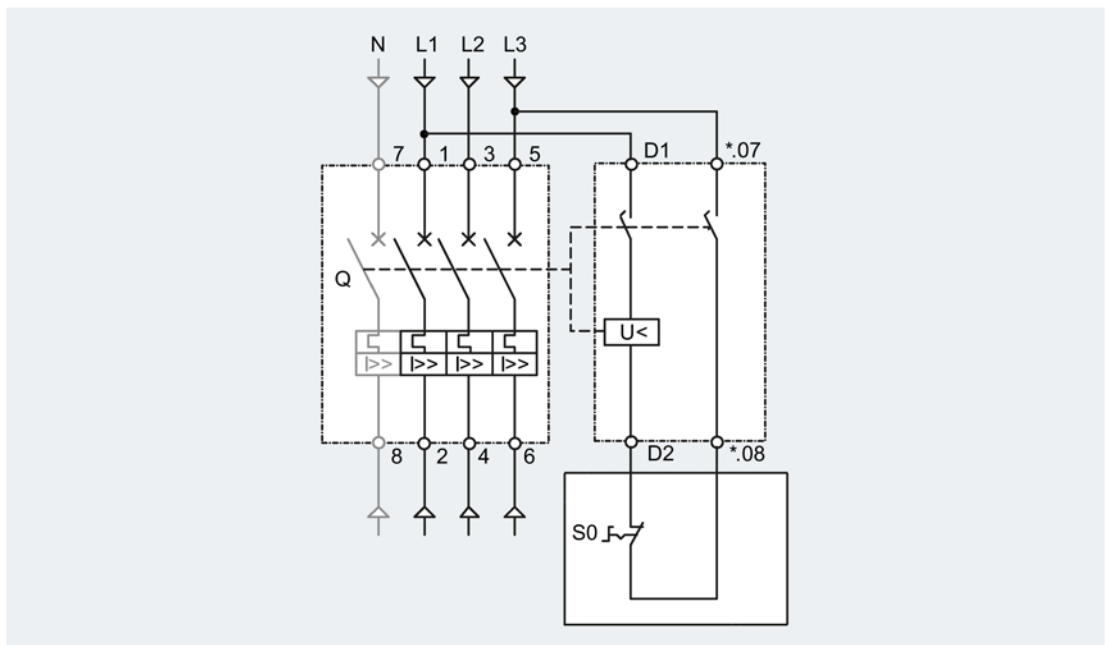 N L1 L2 L3
7 1 3 5 D1 *.07
Q
U<
I>> I>> I>> I>>
8 2 4 6 D2 *.08
S0